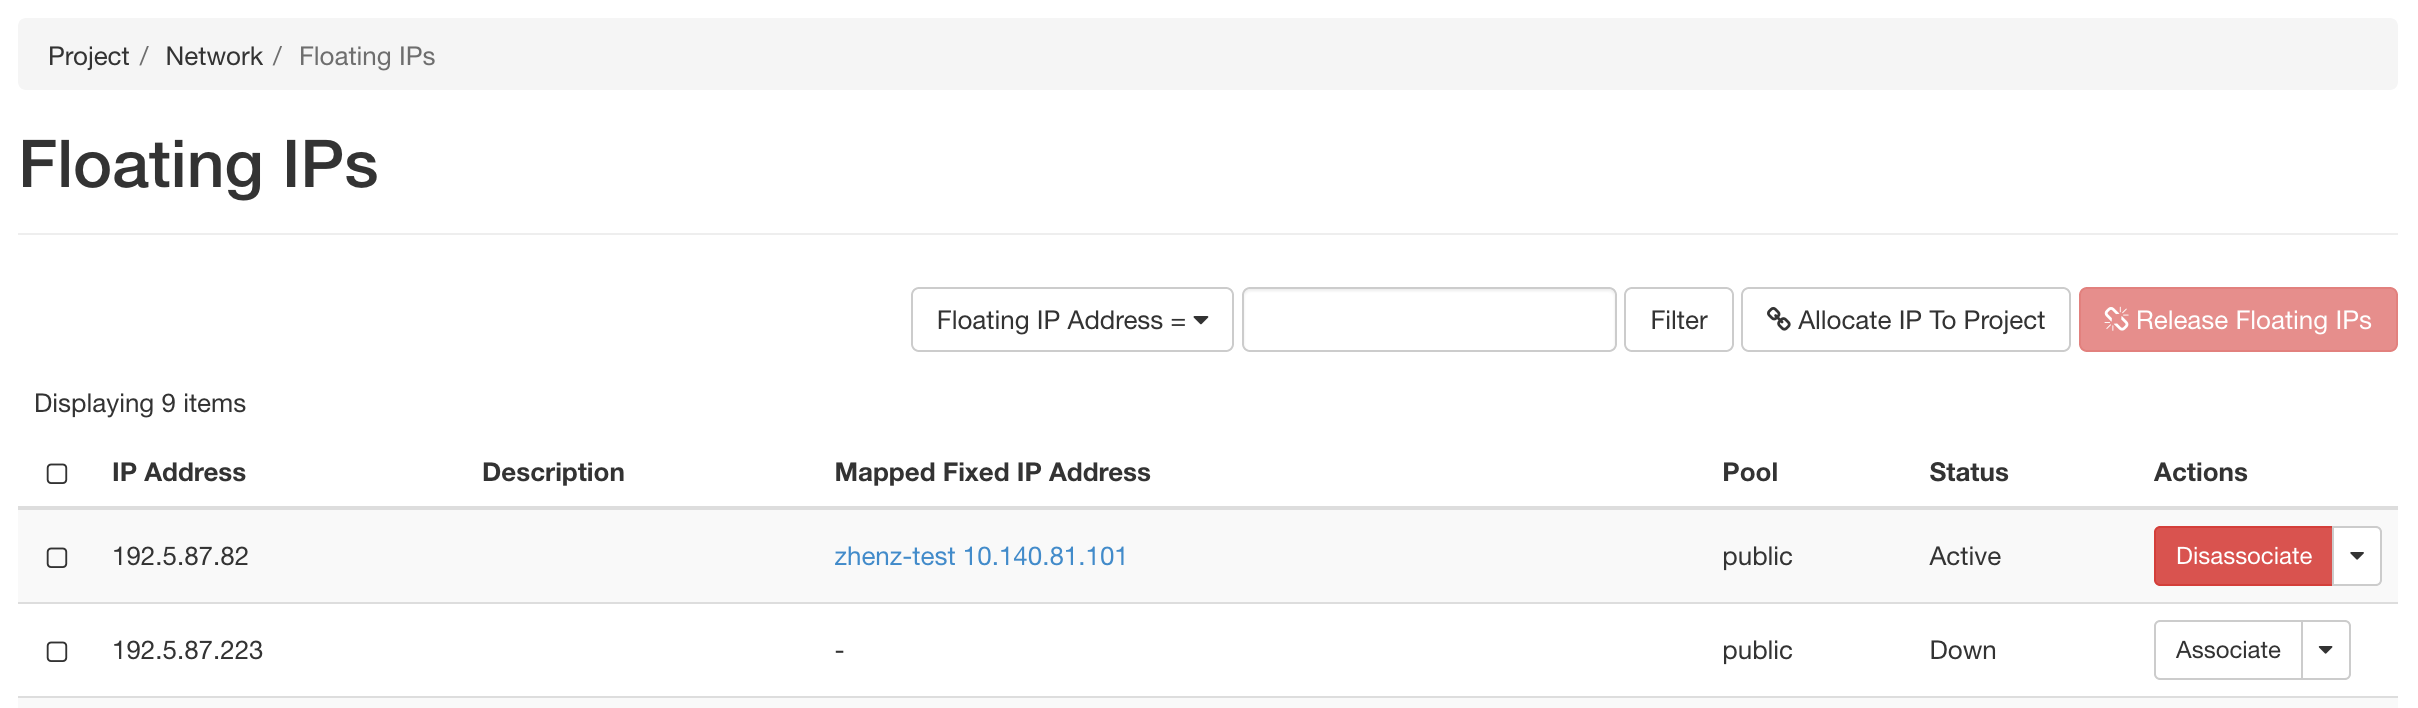 Project / Network / Floating IPs
Floating IPs
Floating IP Address = Filter Allocate IP To Project Release Floating IPs
Displaying 9 items
IP Address Description Mapped Fixed IP Address Pool Status Actions
192.5.87.82 zhenz-test 10.140.81.101 public Active Disassociate
192.5.87.223 - public Down Associate